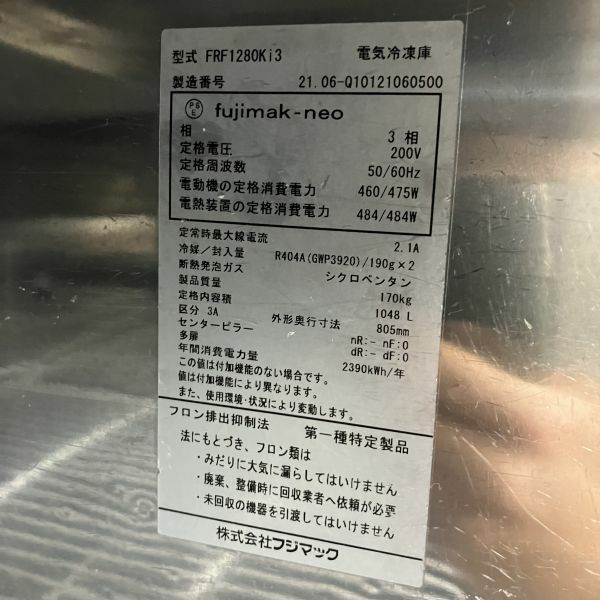 型式 FRF1280Ki3 電気冷凍庫
製造番号 21.06-Q10121060500
PSE fujimak-neo
相 3 相
定格電圧 200V
定格周波数 50/60Hz
電動機の定格消費電力 460/475W
電熱装置の定格消費電力 484/484W
定常時最大線電流 2.1A
冷媒/封入量 R404A(GWP3920)/190g×2
断熱発泡ガス シクロペンタン
製品質量 170kg
定格内容積 1048 L
区分 3A 外形奥行寸法 805mm
センターピラー nR:- nF:0
多扉 dR:- dF:0
年間消費電力量 2390kWh/年
この値は付加機能のない場合です。
値は付加機能により異なります。
また、使用環境・状況により変動します。
フロン排出抑制法 第一種特定製品
法にもとづき、フロン類は
・みだりに大気に漏らしてはいけません
・廃棄、整備時に回収業者へ依頼が必要
・未回収の機器を引渡してはいけません
株式会社フジマック